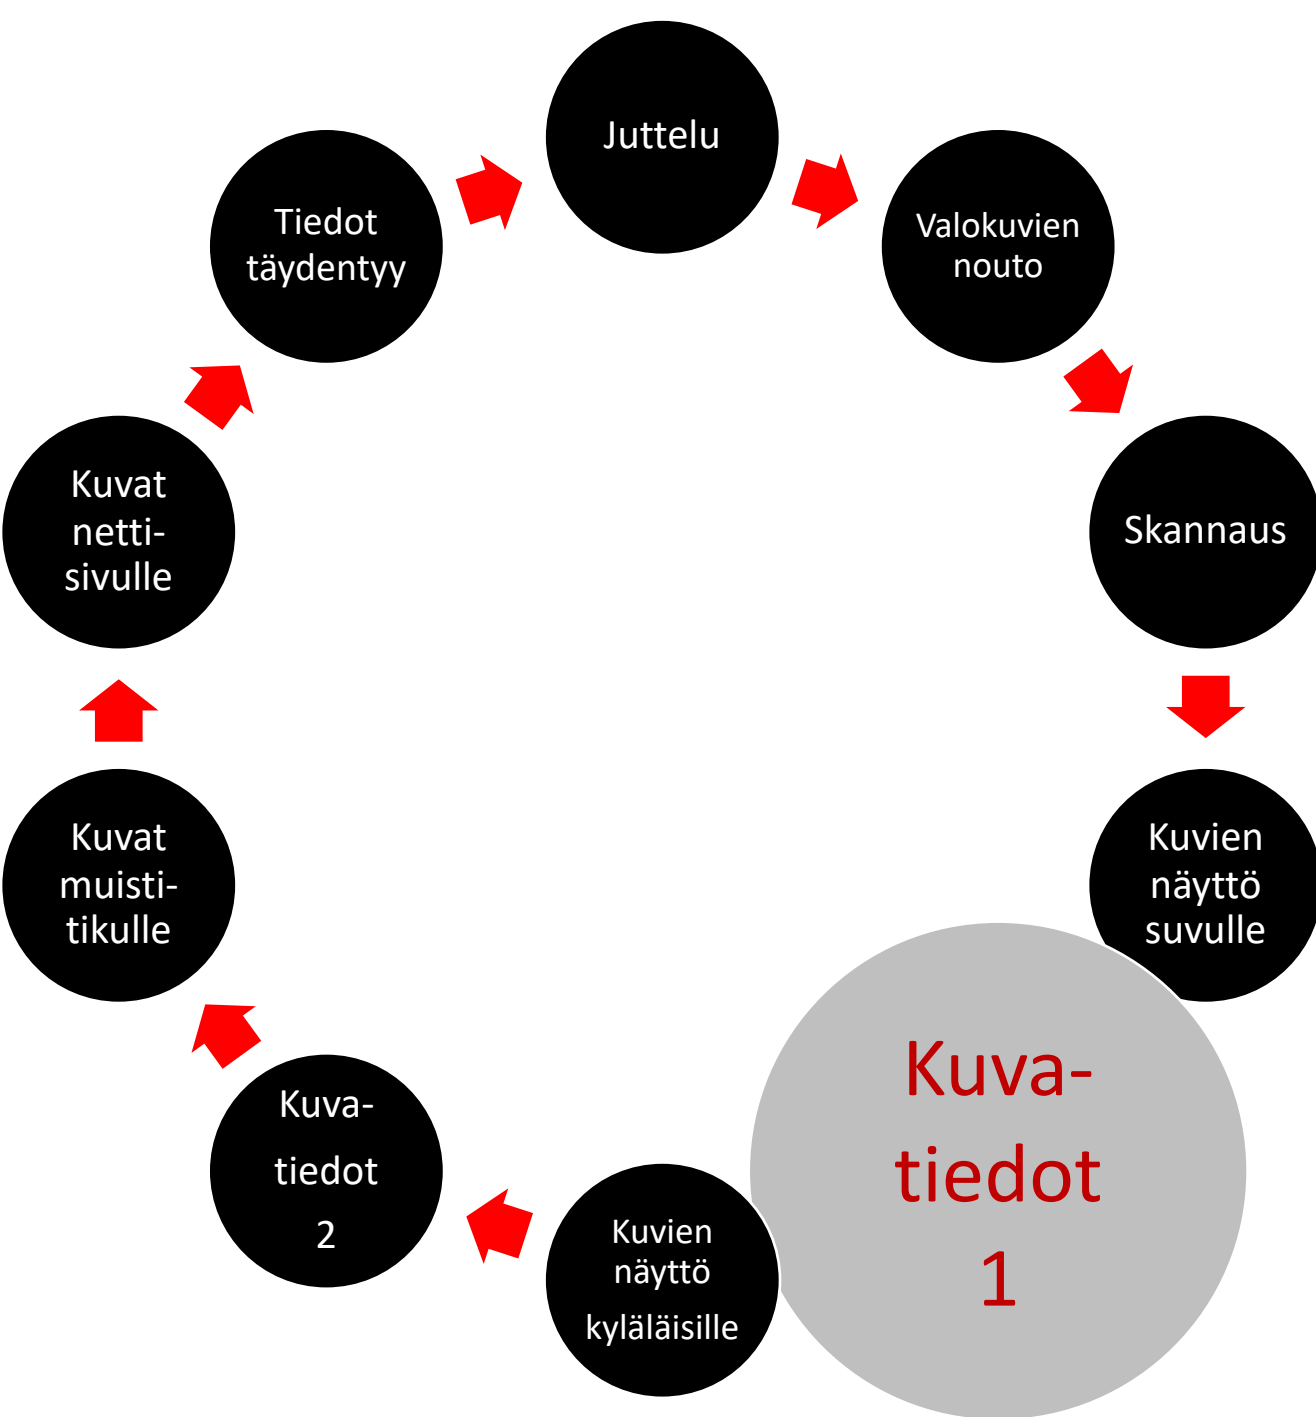 Juttelu
Valokuvien
nouto
Skannaus
Kuvien
näyttö
suvulle
Kuva-
tiedot
1
Kuvien
näyttö
kyläläisille
Kuva-
tiedot
2
Kuvat
muisti-
tikulle
Kuvat
netti-
sivulle
Tiedot
täydentyy